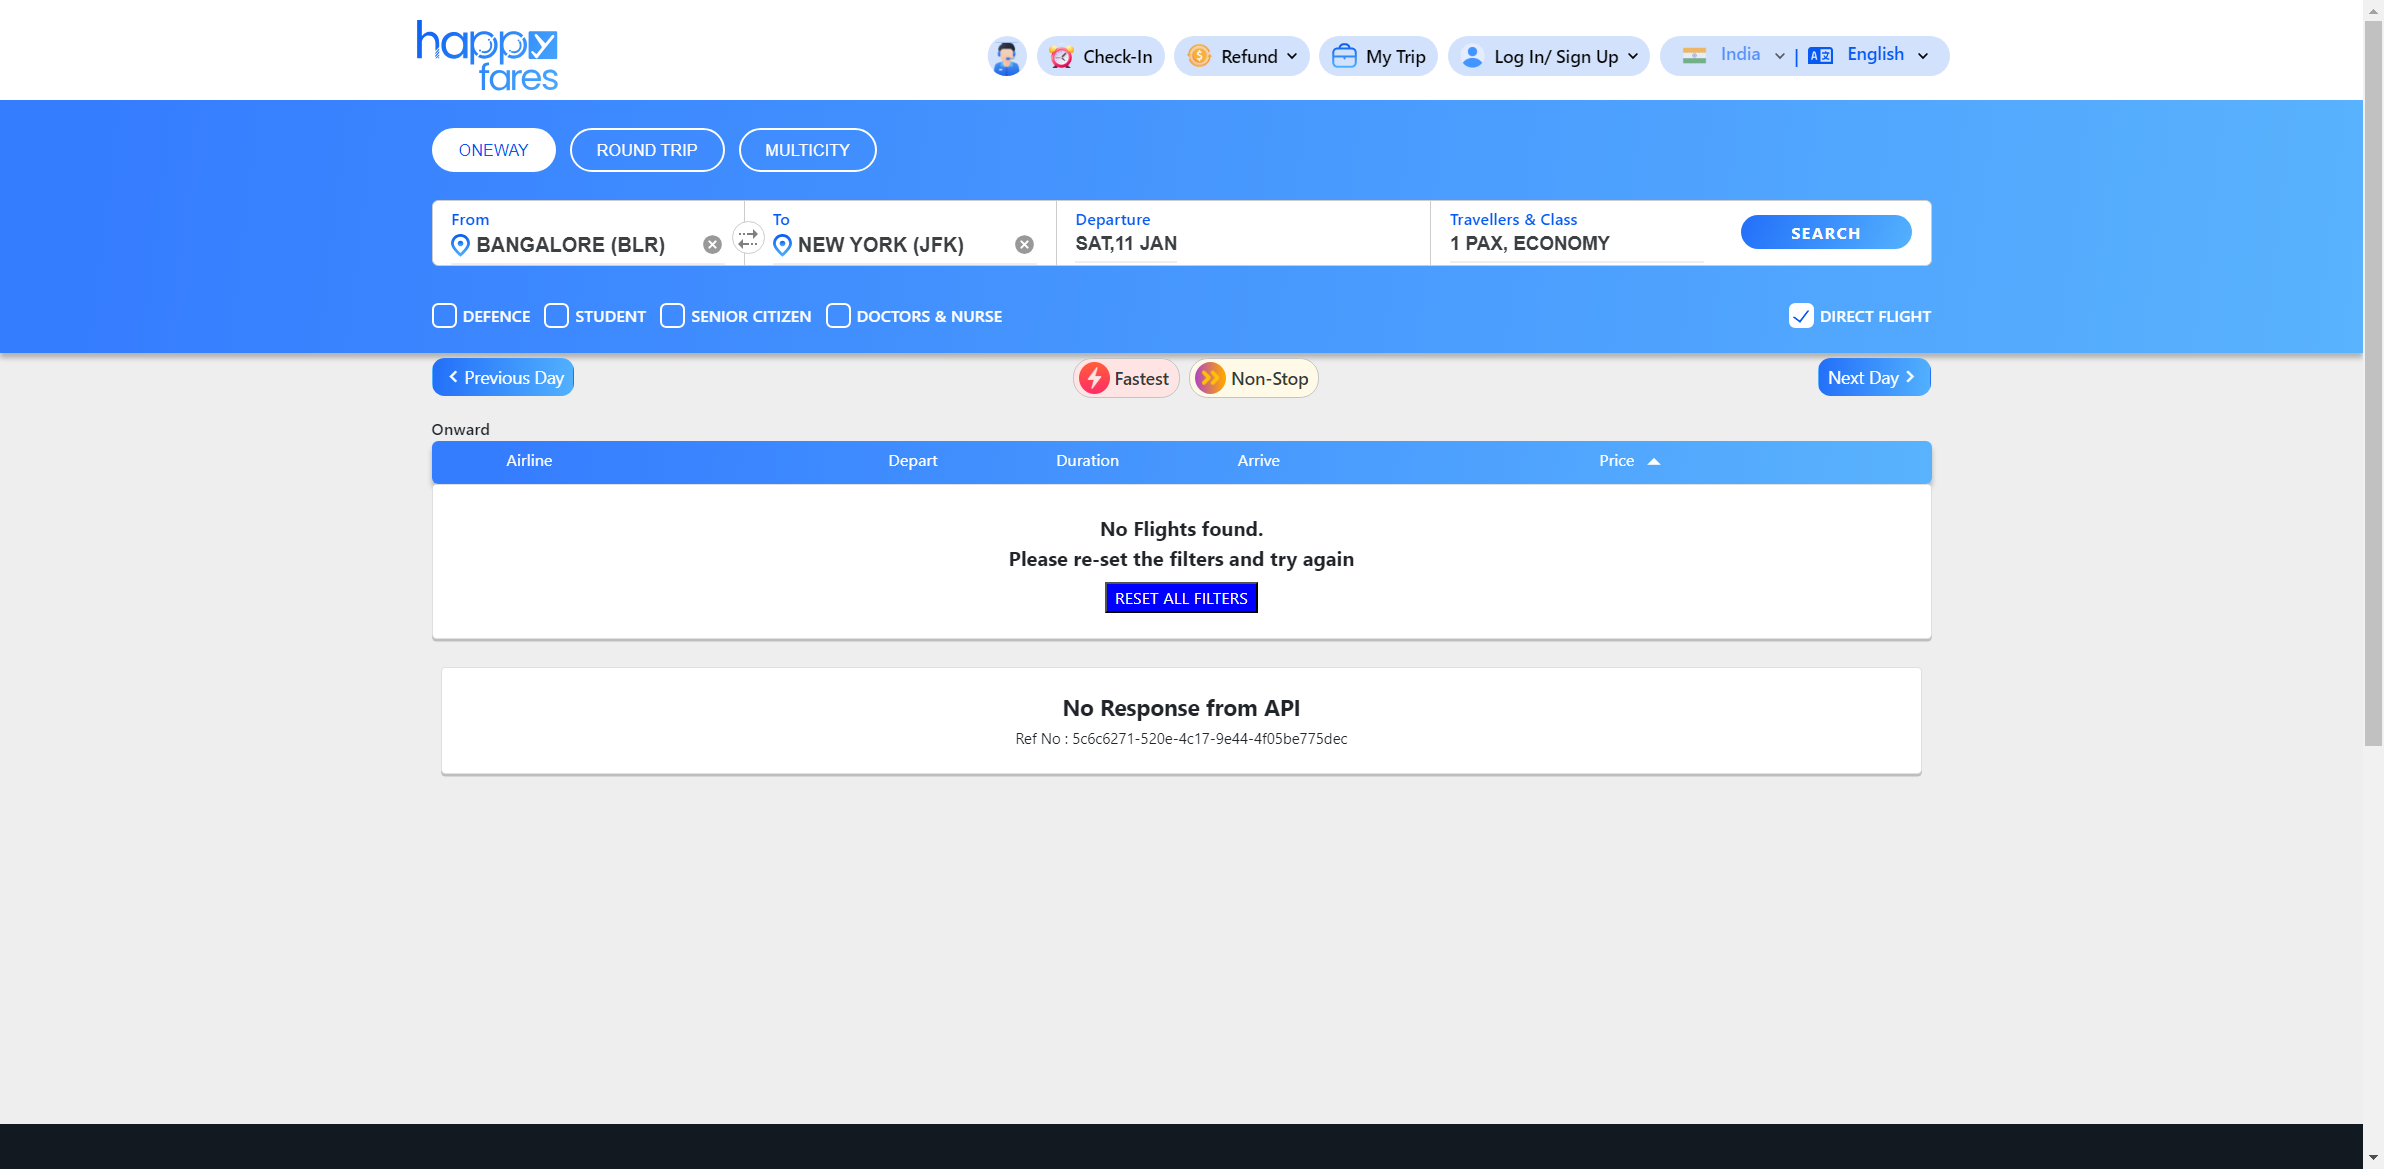 happy
fares
Check-In
Refund
My Trip
Log In/ Sign Up
India
|
English
ONEWAY
ROUND TRIP
MULTICITY
From
BANGALORE (BLR)
To
NEW YORK (JFK)
Departure
SAT,11 JAN
Travellers & Class
1 PAX, ECONOMY
SEARCH
DEFENCE
STUDENT
SENIOR CITIZEN
DOCTORS & NURSE
DIRECT FLIGHT
Previous Day
Fastest
Non-Stop
Next Day
Onward
Airline
Depart
Duration
Arrive
Price
No Flights found.
Please re-set the filters and try again
RESET ALL FILTERS
No Response from API
Ref No : 5c6c6271-520e-4c17-9e44-4f05be775dec